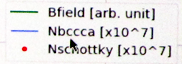 Bfield [arb. unit]
Nbccca [x10^7]
Nschottky [x10^7]